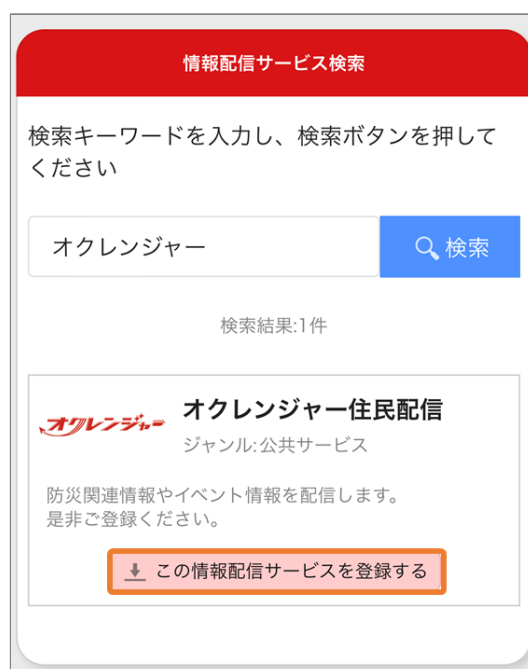 情報配信サービス検索
検索キーワードを入力し、検索ボタンを押して
ください
オクレンジャー
検索
検索結果:1件
オクレンジャー
オクレンジャー住民配信
ジャンル:公共サービス
防災関連情報やイベント情報を配信します。
是非ご登録ください。
この情報配信サービスを登録する